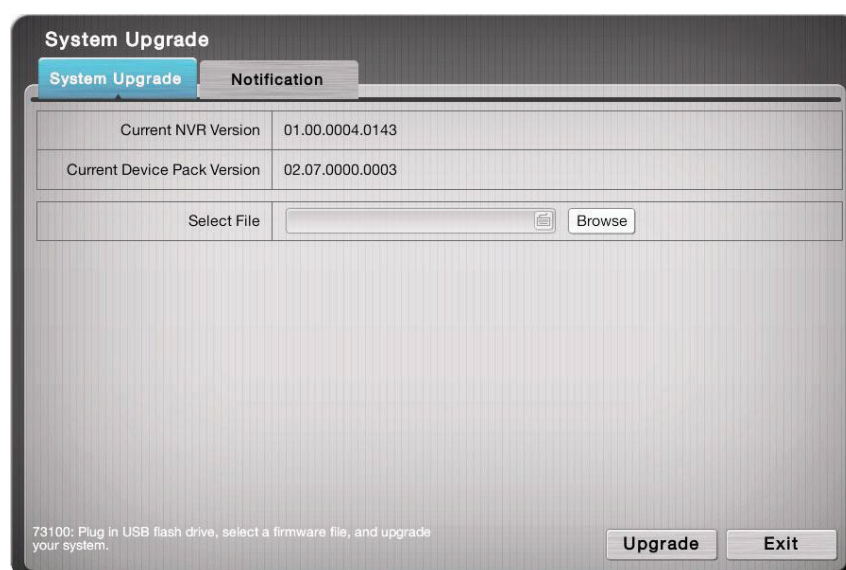 System Upgrade
System Upgrade
Notification
Current NVR Version 01.00.0004.0143
Current Device Pack Version 02.07.0000.0003
Select File Browse
73100: Plug in USB flash drive, select a firmware file, and upgrade
your system.
Upgrade Exit